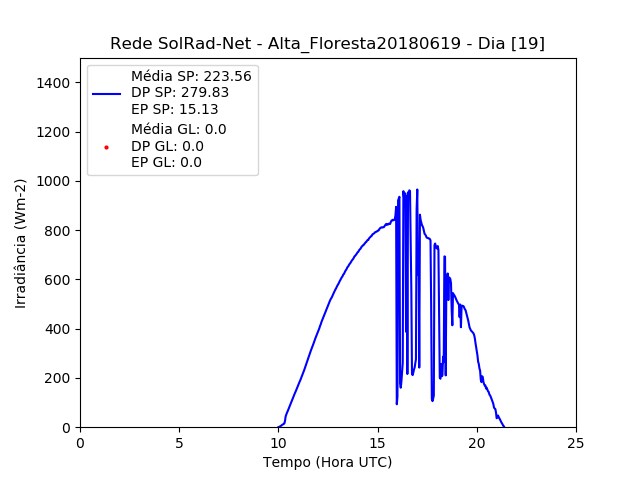 Rede SolRad-Net - Alta_Floresta20180619 - Dia [19]
Média SP: 223.56
DP SP: 279.83
EP SP: 15.13
Média GL: 0.0
DP GL: 0.0
EP GL: 0.0
1400
1200
1000
800
600
400
200
0
Irradiância (Wm-2)
0 5 10 15 20 25
Tempo (Hora UTC)